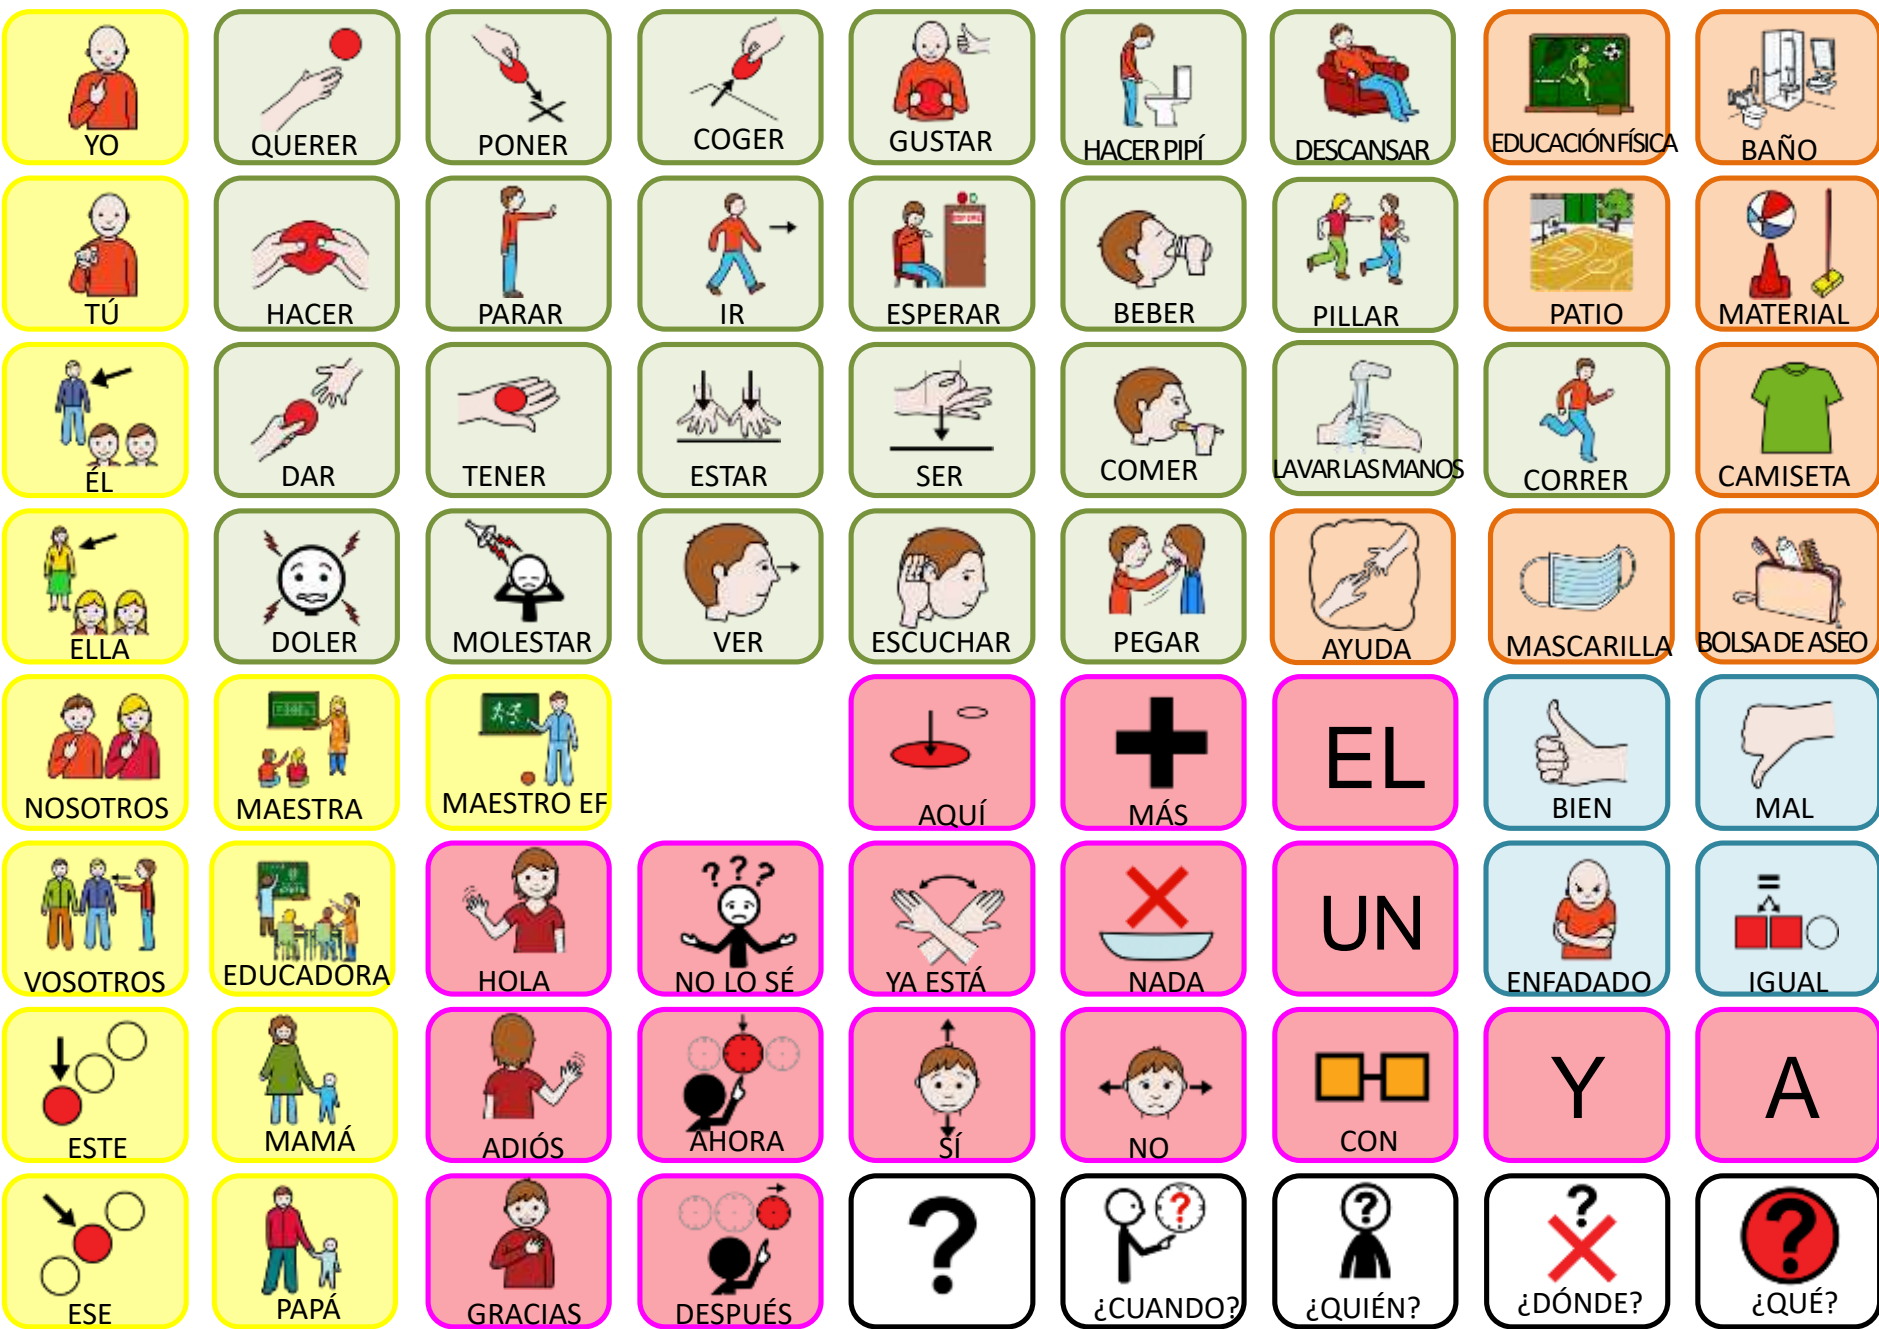 YO
QUERER
PONER
COGER
GUSTAR
HACER PIPÍ
DESCANSAR
EDUCACIÓN FÍSICA
BAÑO
TÚ
HACER
PARAR
IR
ESPERAR
BEBER
PILLAR
PATIO
MATERIAL
ÉL
DAR
TENER
ESTAR
SER
COMER
LAVAR LAS MANOS
CORRER
CAMISETA
ELLA
DOLER
MOLESTAR
VER
ESCUCHAR
PEGAR
AYUDA
MASCARILLA
BOLSA DE ASEO
NOSOTROS
MAESTRA
MAESTRO EF
AQUÍ
MÁS
EL
BIEN
MAL
VOSOTROS
EDUCADORA
HOLA
???
NO LO SÉ
YA ESTÁ
NADA
UN
ENFADADO
=
IGUAL
ESTE
MAMÁ
ADIÓS
AHORA
SÍ
NO
CON
Y
A
ESE
PAPÁ
GRACIAS
DESPUÉS
?
?
¿CUANDO?
?
¿QUIÉN?
?
¿DÓNDE?
?
¿QUÉ?